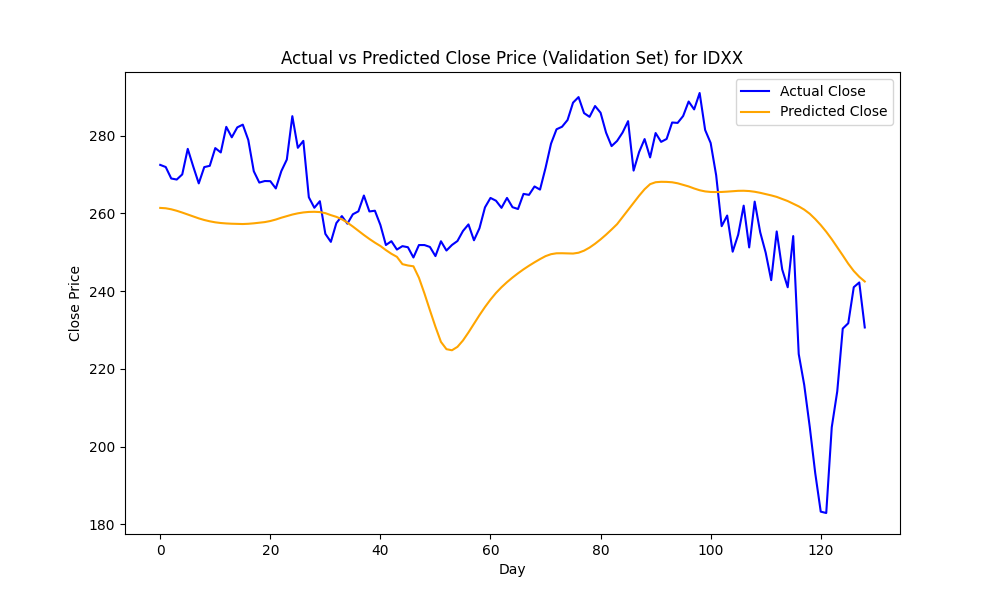 Actual vs Predicted Close Price (Validation Set) for IDXX
Actual Close
Predicted Close
Close Price
280
260
240
220
200
180
0 20 40 60 80 100 120
Day